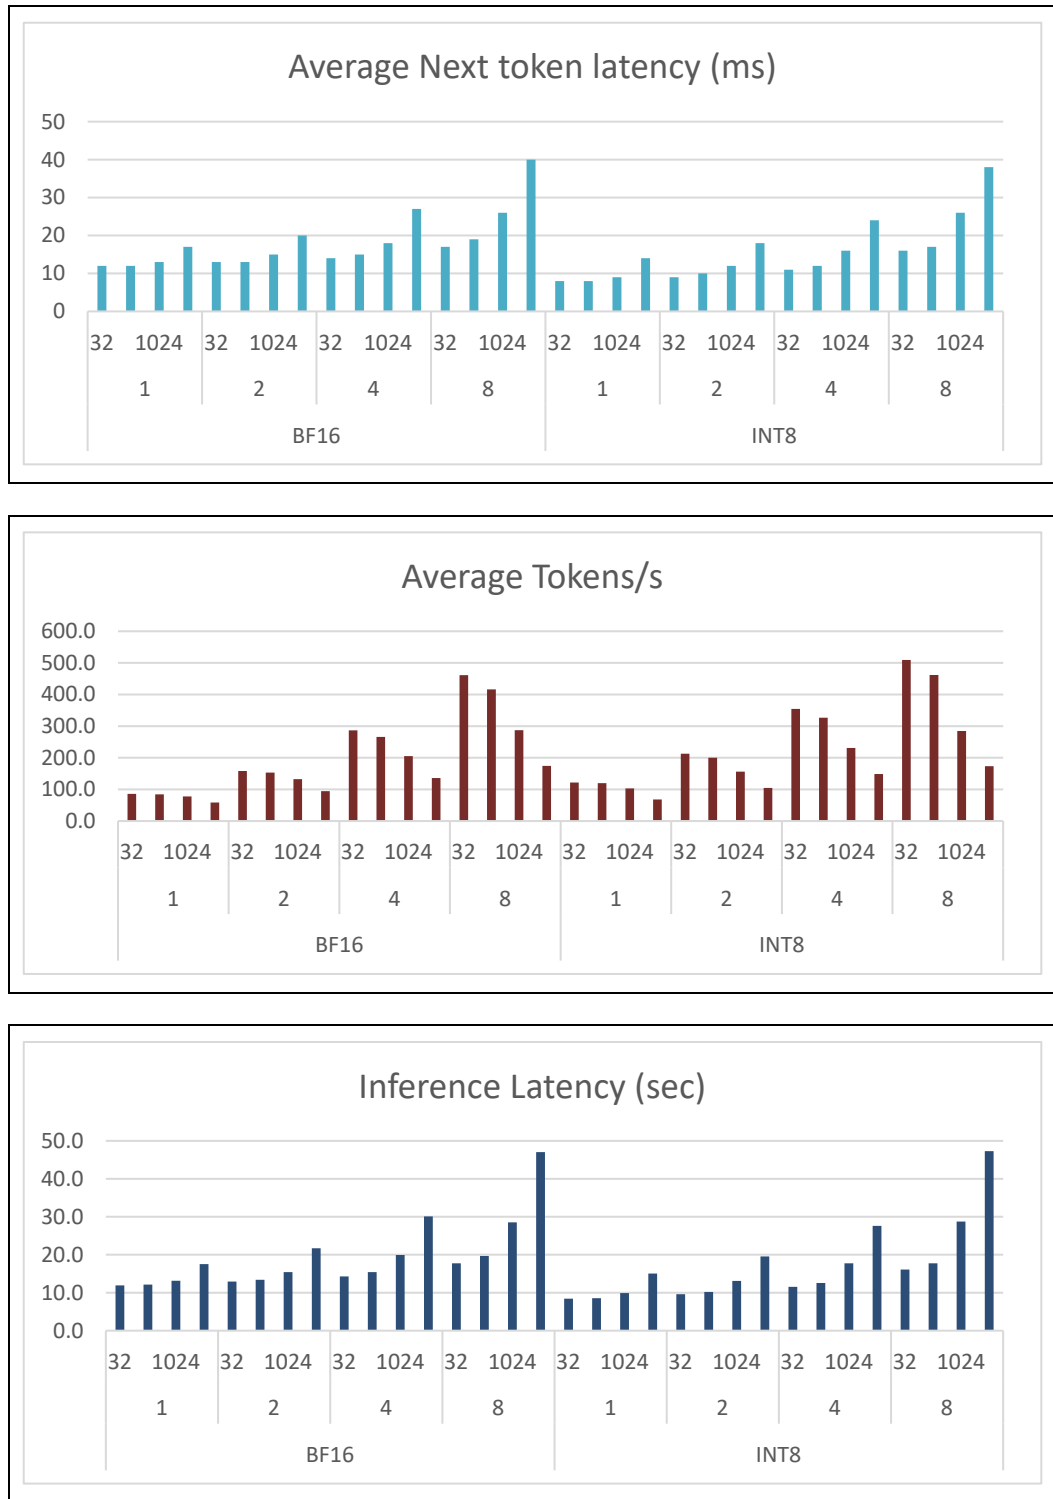 Average Next token latency (ms)
50
40
30
20
10
0
32 1024 32 1024 32 1024 32 1024 32 1024 32 1024 32 1024 32 1024
1 2 4 8 1 2 4 8
BF16 INT8
Average Tokens/s
600.0
500.0
400.0
300.0
200.0
100.0
0.0
32 1024 32 1024 32 1024 32 1024 32 1024 32 1024 32 1024 32 1024
1 2 4 8 1 2 4 8
BF16 INT8
Inference Latency (sec)
50.0
40.0
30.0
20.0
10.0
0.0
32 1024 32 1024 32 1024 32 1024 32 1024 32 1024 32 1024 32 1024
1 2 4 8 1 2 4 8
BF16 INT8